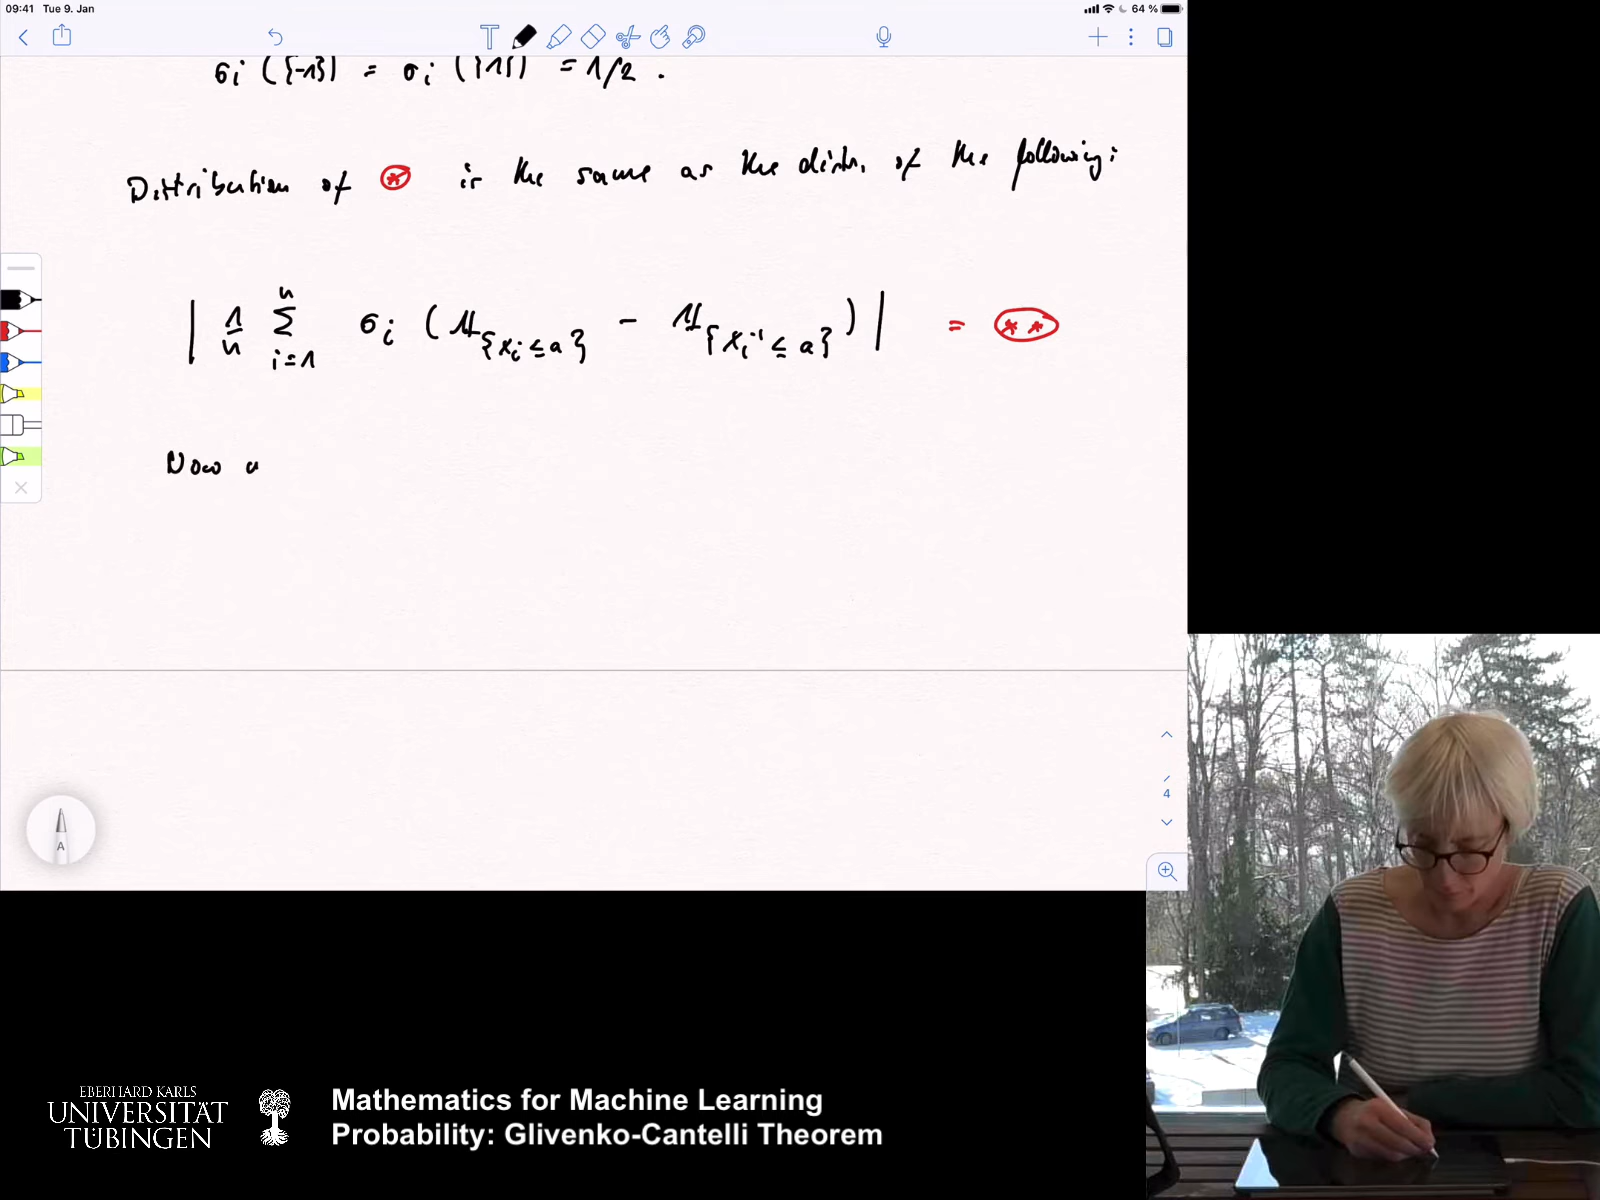 09:41 Tue 9. Jan
64 %
σi ({-1}) = σi ({1}) = 1/2 .
Distribution of ⊛ is the same as the distr. of the following:
| 1/n Σ_{i=1}^{n} σi (𝟙_{xi ≤ a} - 𝟙_{xi' ≤ a}) | = (**)
Now a
4
A
EBERHARD KARLS
UNIVERSITÄT
TÜBINGEN
Mathematics for Machine Learning
Probability: Glivenko-Cantelli Theorem